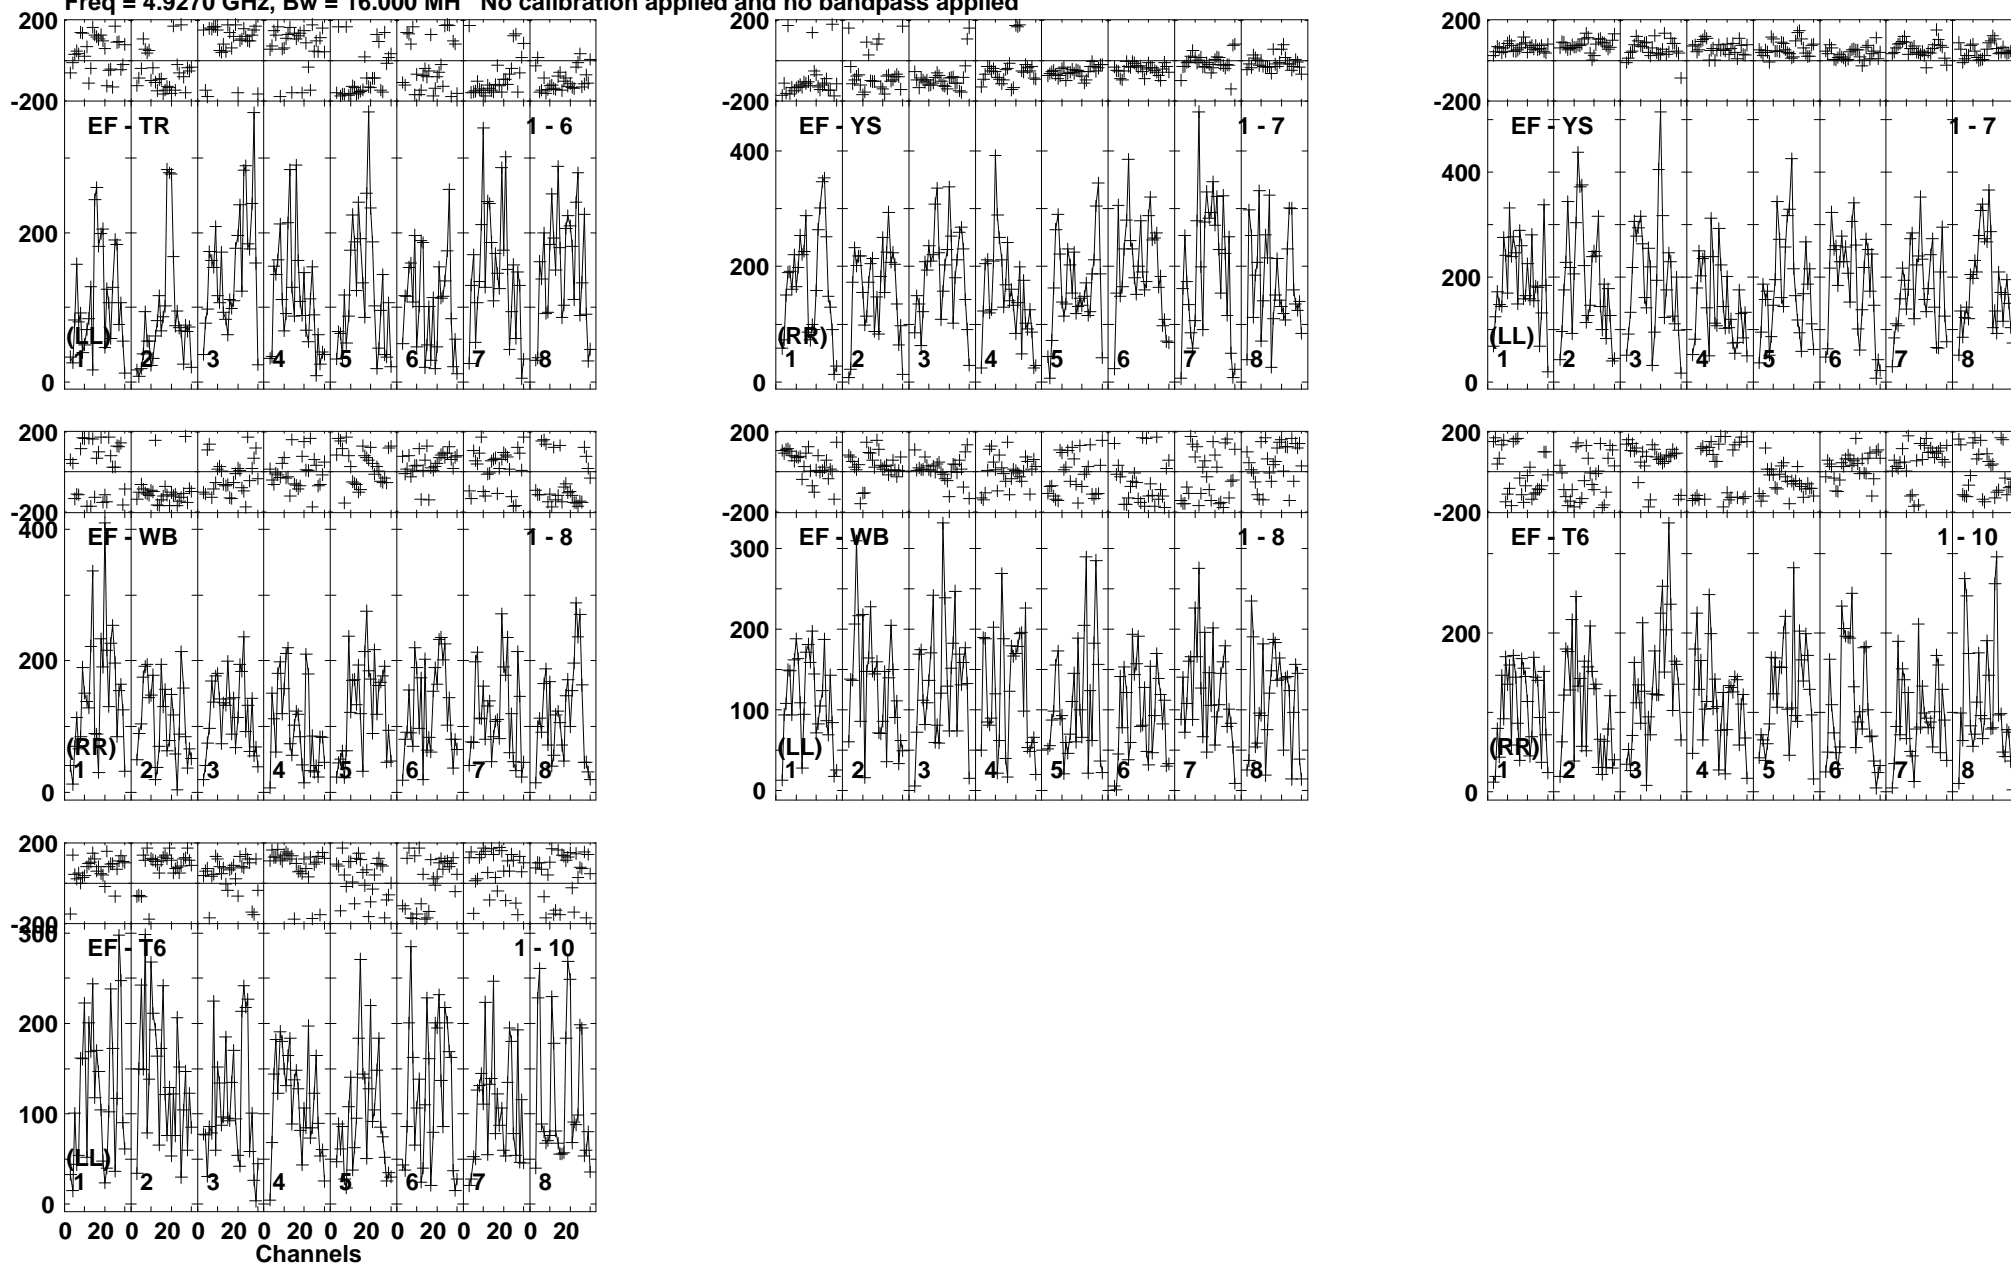 Freq = 4.9270 GHz, Bw = 16.000 MH No calibration applied and no bandpass applied
200
-200
EF - TR 1 - 6
200
(LL)
1 2 3 4 5 6 7 8
0
200
-200
EF - YS 1 - 7
400
200
(RR)
1 2 3 4 5 6 7 8
0
200
-200
EF - YS 1 - 7
400
200
(LL)
1 2 3 4 5 6 7 8
0
200
-200
400
EF - WB 1 - 8
200
(RR)
1 2 3 4 5 6 7 8
0
200
-200
EF - WB 1 - 8
300
200
100
(LL)
1 2 3 4 5 6 7 8
0
200
-200
EF - T6 1 - 10
200
(RR)
1 2 3 4 5 6 7 8
0
200
-200
300
EF - T6 1 - 10
200
100
(LL)
1 2 3 4 5 6 7 8
0
0 20 0 20 0 20 0 20 0 20 0 20 0 20 0 20
Channels